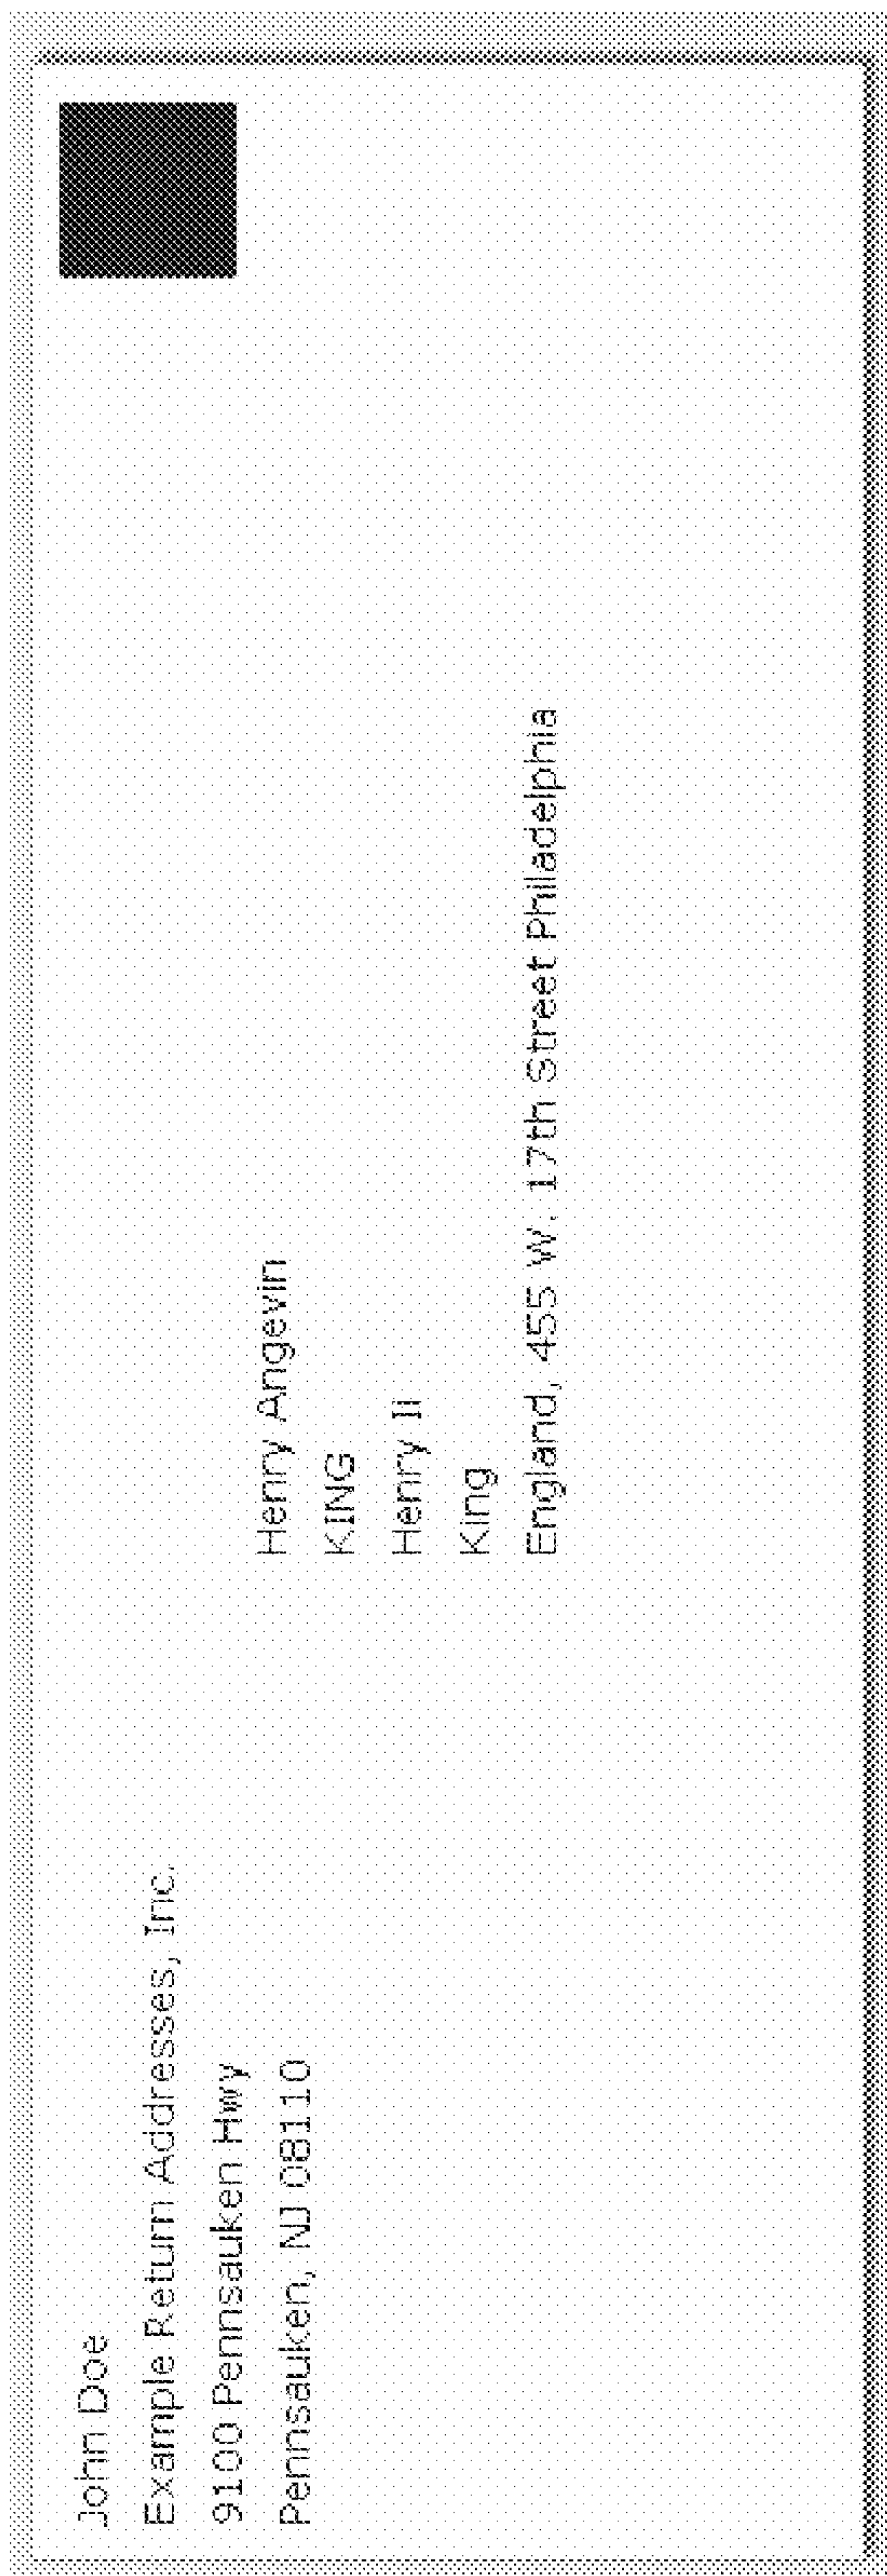 John Doe
Example Return Addresses, Inc.
9100 Pennsauken Hwy
Pennsauken, NJ 08110
Henry Angevin
KING
Henry Ii
King
England, 455 W. 17th Street Philadelphia